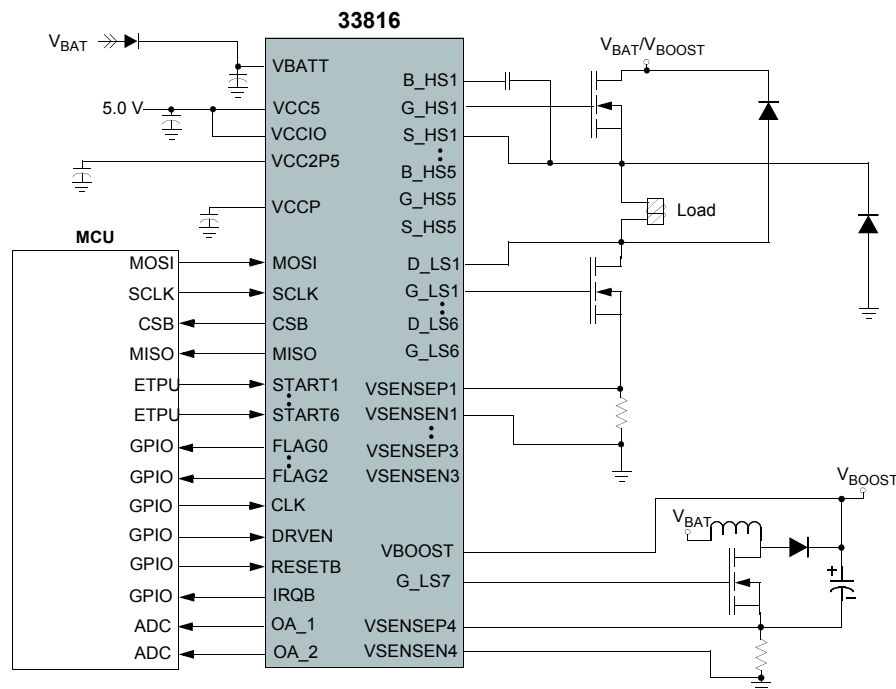 33816
VBAT
VBATT
5.0 V
VCC5
VCCIO
VCC2P5
VCCP
MCU
MOSI MOSI
SCLK SCLK
CSB CSB
MISO MISO
ETPU START1
ETPU START6
GPIO FLAG0
GPIO FLAG2
GPIO CLK
GPIO DRVEN
GPIO RESETB
GPIO IRQB
ADC OA_1
ADC OA_2
B_HS1
G_HS1
S_HS1
B_HS5
G_HS5
S_HS5
D_LS1
G_LS1
D_LS6
G_LS6
VSENSEP1
VSENSEN1
VSENSEP3
VSENSEN3
VBOOST
G_LS7
VSENSEP4
VSENSEN4
VBAT/VBOOST
Load
VBOOST
VBAT
+
-